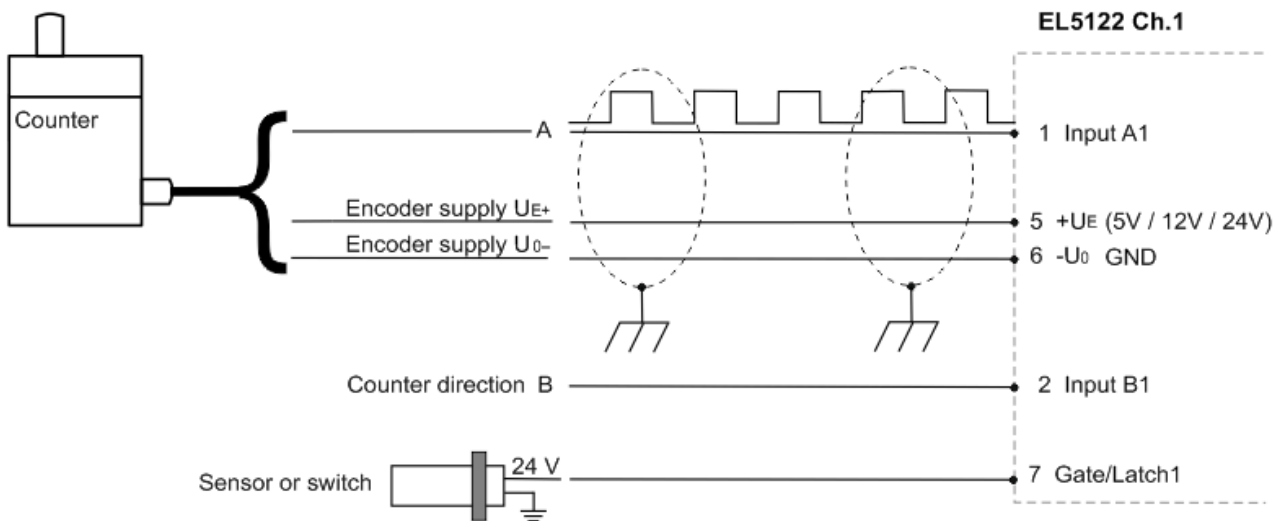 EL5122 Ch.1
Counter
A
1 Input A1
Encoder supply UE+
5 +UE (5V / 12V / 24V)
Encoder supply U0–
6 -U0 GND
Counter direction B
2 Input B1
24 V
Sensor or switch
7 Gate/Latch1